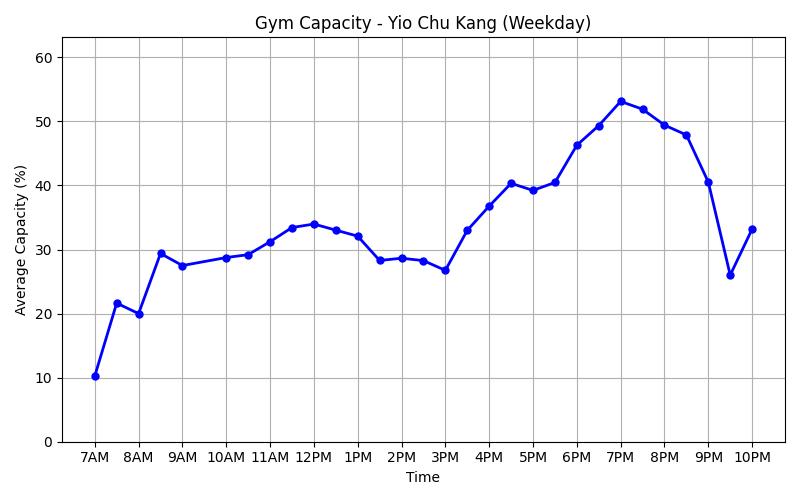 Gym Capacity - Yio Chu Kang (Weekday)
Average Capacity (%)
60
50
40
30
20
10
0
7AM 8AM 9AM 10AM 11AM 12PM 1PM 2PM 3PM 4PM 5PM 6PM 7PM 8PM 9PM 10PM
Time